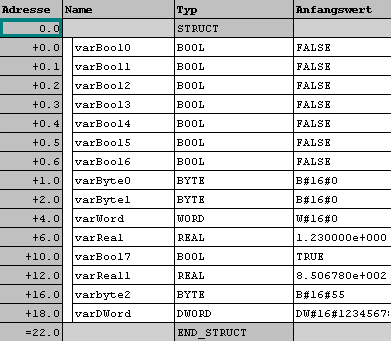 Adresse Name Typ Anfangswert
0.0 STRUCT
+0.0 varBool0 BOOL FALSE
+0.1 varBool1 BOOL FALSE
+0.2 varBool2 BOOL FALSE
+0.3 varBool3 BOOL FALSE
+0.4 varBool4 BOOL FALSE
+0.5 varBool5 BOOL FALSE
+0.6 varBool6 BOOL FALSE
+1.0 varByte0 BYTE B#16#0
+2.0 varByte1 BYTE B#16#0
+4.0 varWord WORD W#16#0
+6.0 varReal REAL 1.230000e+000
+10.0 varBool7 BOOL TRUE
+12.0 varReal1 REAL 8.506780e+002
+16.0 varbyte2 BYTE B#16#55
+18.0 varDWord DWORD DW#16#1234567
=22.0 END_STRUCT